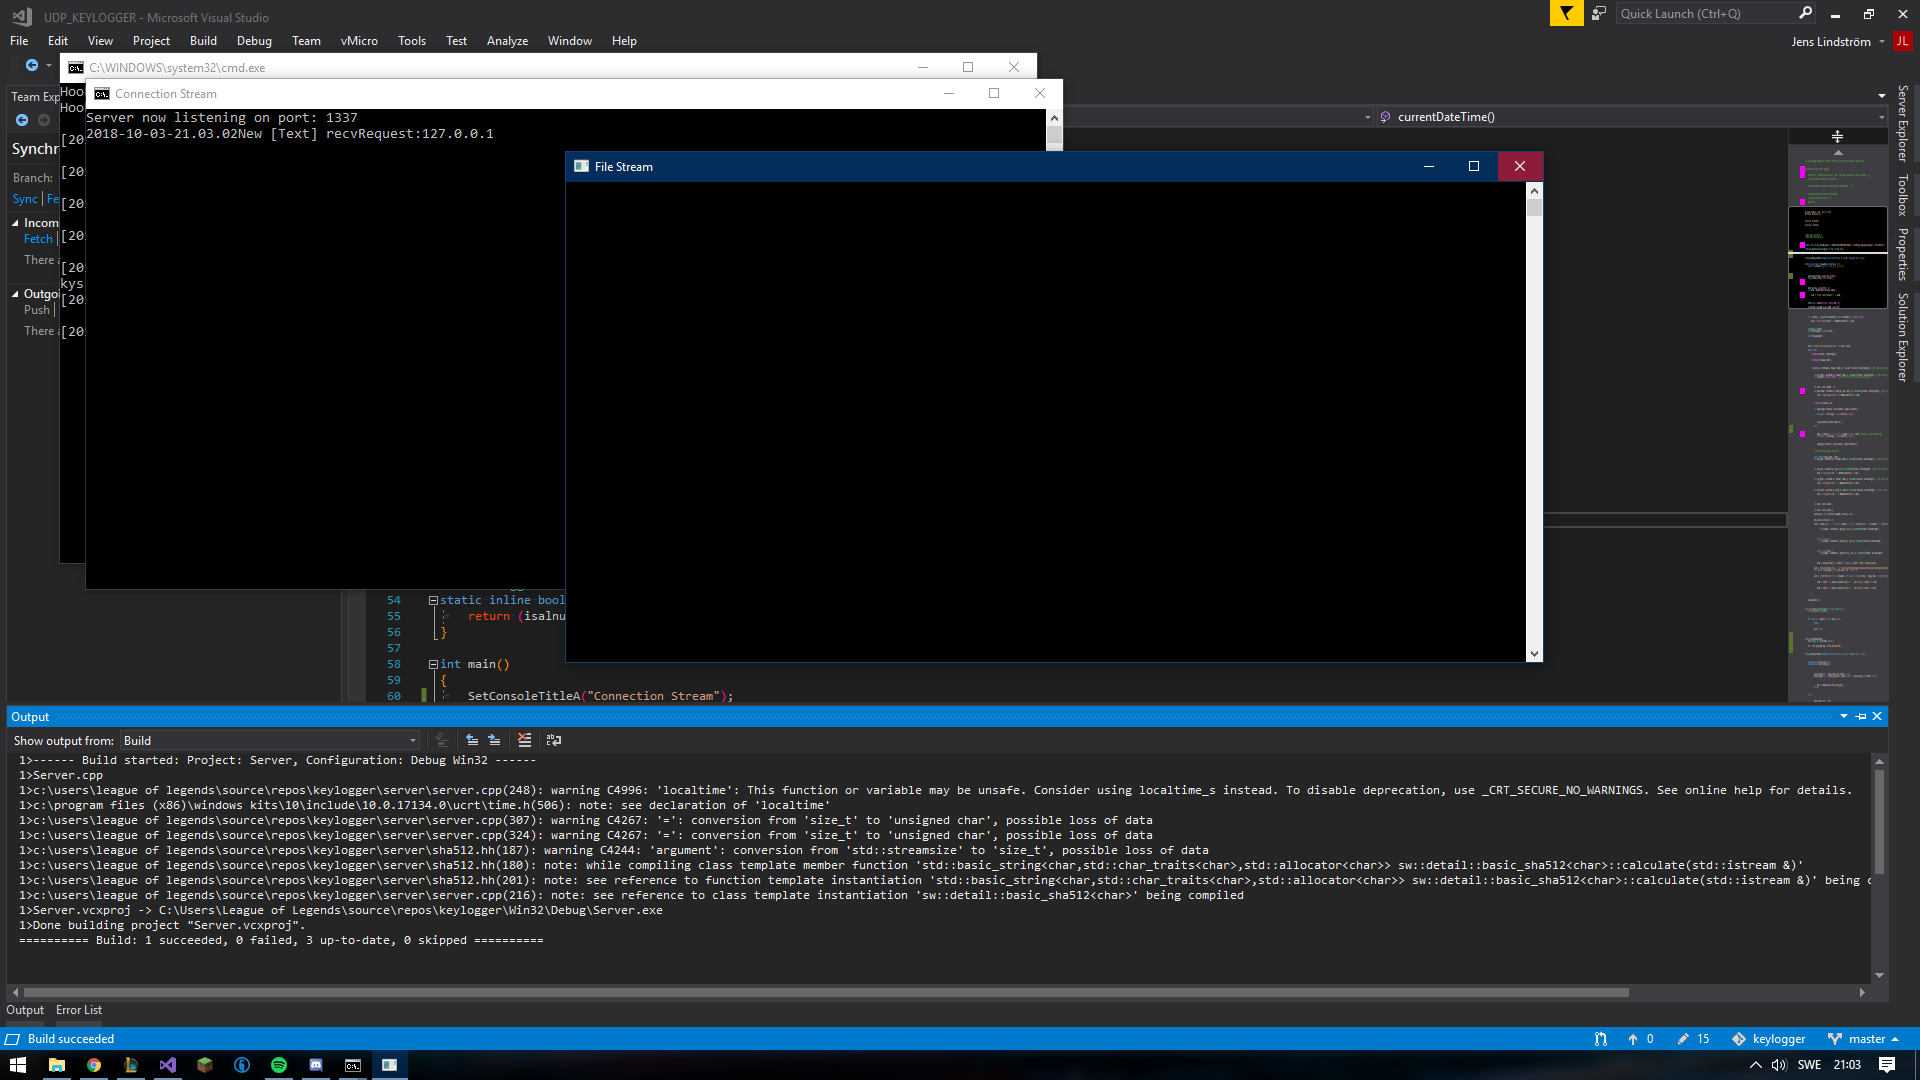 UDP_KEYLOGGER - Microsoft Visual Studio
Quick Launch (Ctrl+Q)
File Edit View Project Build Debug Team vMicro Tools Test Analyze Window Help
Jens Lindström JL
C:\WINDOWS\system32\cmd.exe
Team Exp
Hoo
Connection Stream
Hoo
Server now listening on port: 1337
currentDateTime()
2018-10-03-21.03.02New [Text] recvRequest:127.0.0.1
[20
Synchr
File Stream
Branch:
[20
Sync Fe
[20
Incom
Fetch
[20
There a
[20
kys
Outgo
[20
Push
There a
[20
Server Explorer
Toolbox
Properties
Solution Explorer
54 static inline bool
55 return (isalnu
56 }
57
58 int main()
59 {
60 SetConsoleTitleA("Connection Stream");
Output
Show output from: Build
1>------ Build started: Project: Server, Configuration: Debug Win32 ------
1>Server.cpp
1>c:\users\league of legends\source\repos\keylogger\server\server.cpp(248): warning C4996: 'localtime': This function or variable may be unsafe. Consider using localtime_s instead. To disable deprecation, use _CRT_SECURE_NO_WARNINGS. See online help for details.
1>c:\program files (x86)\windows kits\10\include\10.0.17134.0\ucrt\time.h(506): note: see declaration of 'localtime'
1>c:\users\league of legends\source\repos\keylogger\server\server.cpp(307): warning C4267: '=': conversion from 'size_t' to 'unsigned char', possible loss of data
1>c:\users\league of legends\source\repos\keylogger\server\server.cpp(324): warning C4267: '=': conversion from 'size_t' to 'unsigned char', possible loss of data
1>c:\users\league of legends\source\repos\keylogger\server\sha512.hh(187): warning C4244: 'argument': conversion from 'std::streamsize' to 'size_t', possible loss of data
1>c:\users\league of legends\source\repos\keylogger\server\sha512.hh(180): note: while compiling class template member function 'std::basic_string<char,std::char_traits<char>,std::allocator<char>> sw::detail::basic_sha512<char>::calculate(std::istream &)'
1>c:\users\league of legends\source\repos\keylogger\server\sha512.hh(201): note: see reference to function template instantiation 'std::basic_string<char,std::char_traits<char>,std::allocator<char>> sw::detail::basic_sha512<char>::calculate(std::istream &)' being c
1>c:\users\league of legends\source\repos\keylogger\server\server.cpp(216): note: see reference to class template instantiation 'sw::detail::basic_sha512<char>' being compiled
1>Server.vcxproj -> C:\Users\League of Legends\source\repos\keylogger\Win32\Debug\Server.exe
1>Done building project "Server.vcxproj".
========== Build: 1 succeeded, 0 failed, 3 up-to-date, 0 skipped ==========
Output Error List
Build succeeded
0 15 keylogger master
SWE 21:03